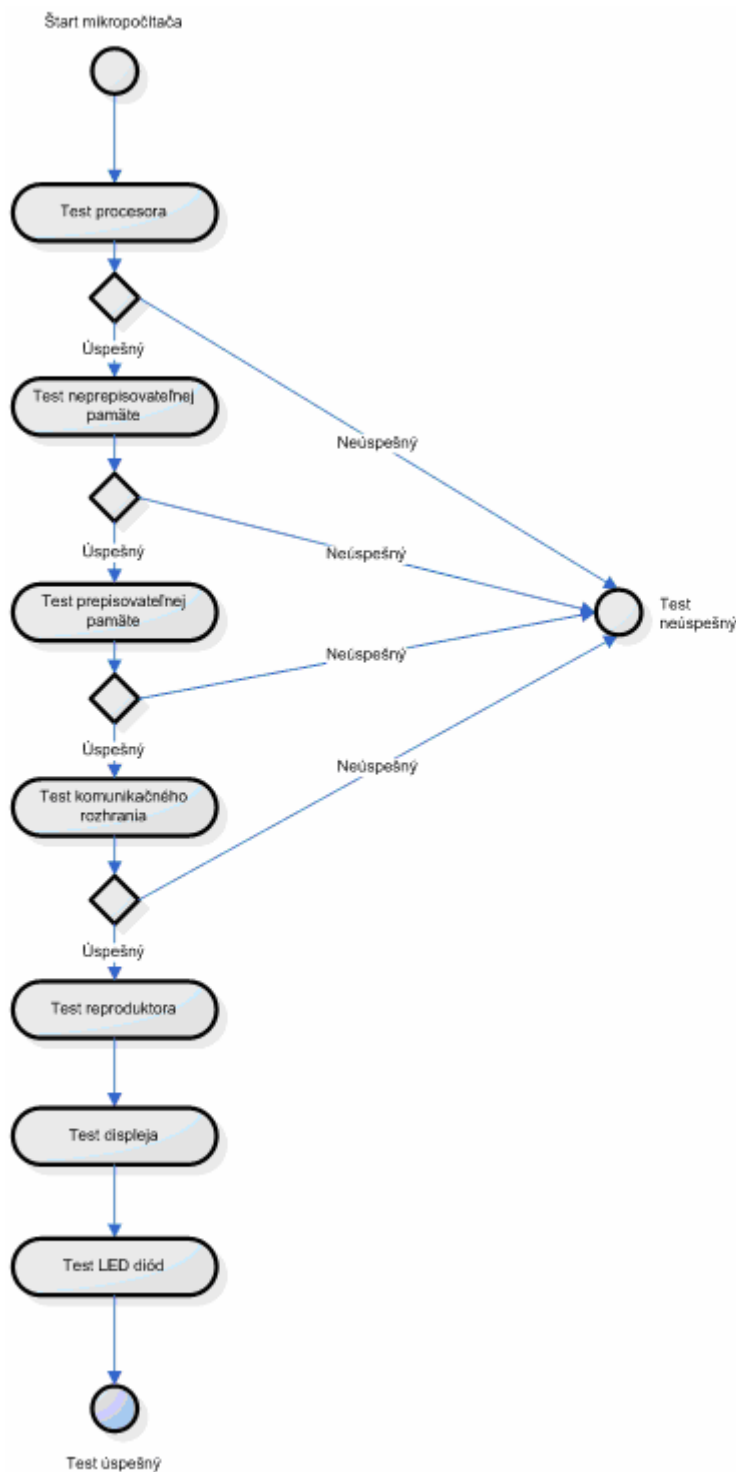 Štart mikropočítača
Test procesora
Úspešný
Test neprepisovateľnej
pamäte
Neúspešný
Úspešný
Neúspešný
Test prepisovateľnej
pamäte
Test
neúspešný
Neúspešný
Úspešný
Neúspešný
Test komunikačného
rozhrania
Úspešný
Test reproduktora
Test displeja
Test LED diód
Test úspešný